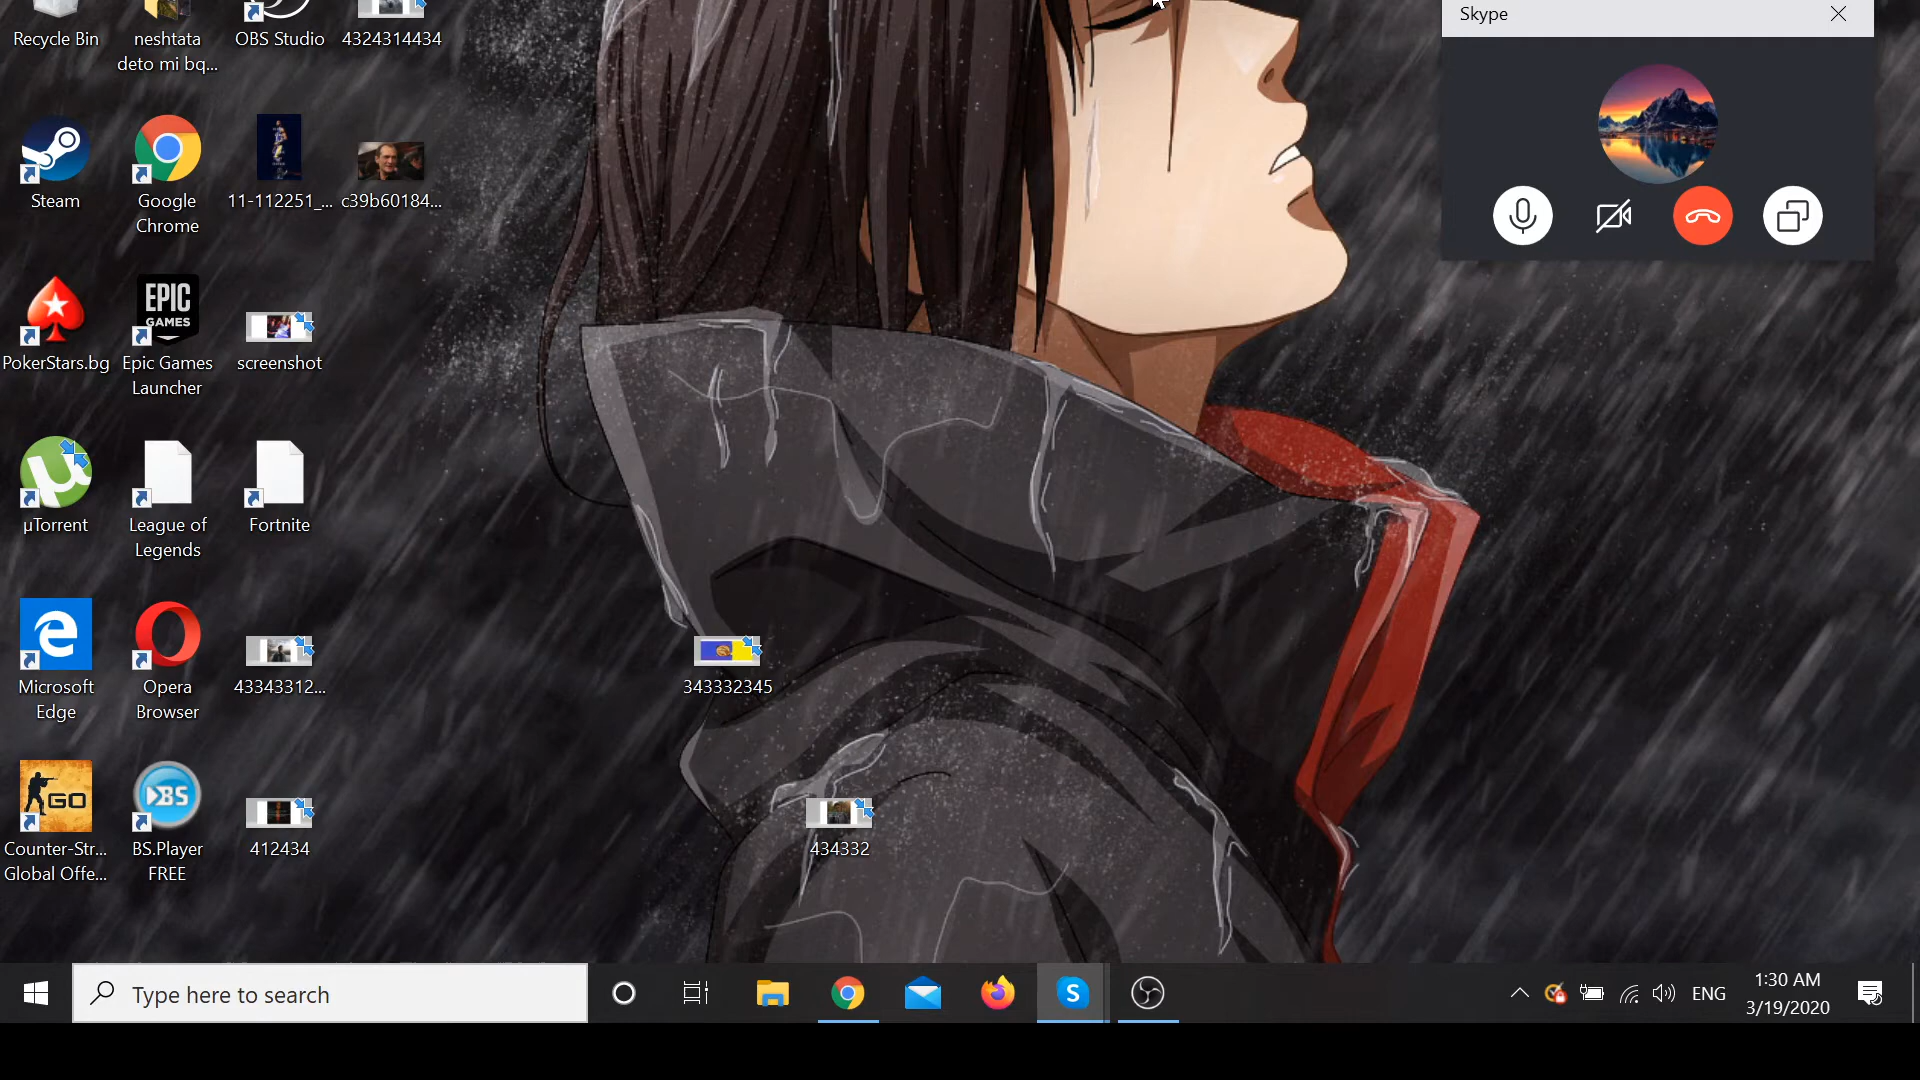 Skype
Recycle Bin
neshtata
deto mi bq...
OBS Studio
4324314434
Steam
Google
Chrome
11-112251_...
c39b60184...
PokerStars.bg
EPIC
GAMES
Epic Games
Launcher
screenshot
µTorrent
League of
Legends
Fortnite
Microsoft
Edge
Opera
Browser
43343312...
343332345
GO
Counter-Str...
Global Offe...
BS
BS.Player
FREE
412434
434332
Type here to search
S
ENG
1:30 AM
3/19/2020